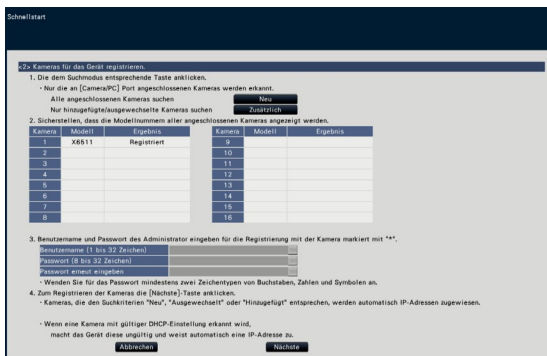 Schnellstart
<2> Kameras für das Gerät registrieren.
1. Die dem Suchmodus entsprechende Taste anklicken.
・Nur die an [Camera/PC] Port angeschlossenen Kameras werden erkannt.
Alle angeschlossenen Kameras suchen Neu
Nur hinzugefügte/ausgewechselte Kameras suchen Zusätzlich
2. Sicherstellen, dass die Modellnummern aller angeschlossenen Kameras angezeigt werden.
Kamera Modell Ergebnis Kamera Modell Ergebnis
1 X6511 Registriert 9
2 10
3 11
4 12
5 13
6 14
7 15
8 16
3. Benutzername und Passwort des Administrator eingeben für die Registrierung mit der Kamera markiert mit "*".
Benutzername (1 bis 32 Zeichen)
Passwort (8 bis 32 Zeichen)
Passwort erneut eingeben
・Wenden Sie für das Passwort mindestens zwei Zeichentypen von Buchstaben, Zahlen und Symbolen an.
4. Zum Registrieren der Kameras die [Nächste]-Taste anklicken.
・Kameras, die den Suchkriterien "Neu", "Ausgewechselt" oder "Hinzugefügt" entsprechen, werden automatisch IP-Adressen zugewiesen.
・Wenn eine Kamera mit gültiger DHCP-Einstellung erkannt wird,
macht das Gerät diese ungültig und weist automatisch eine IP-Adresse zu.
Abbrechen Nächste